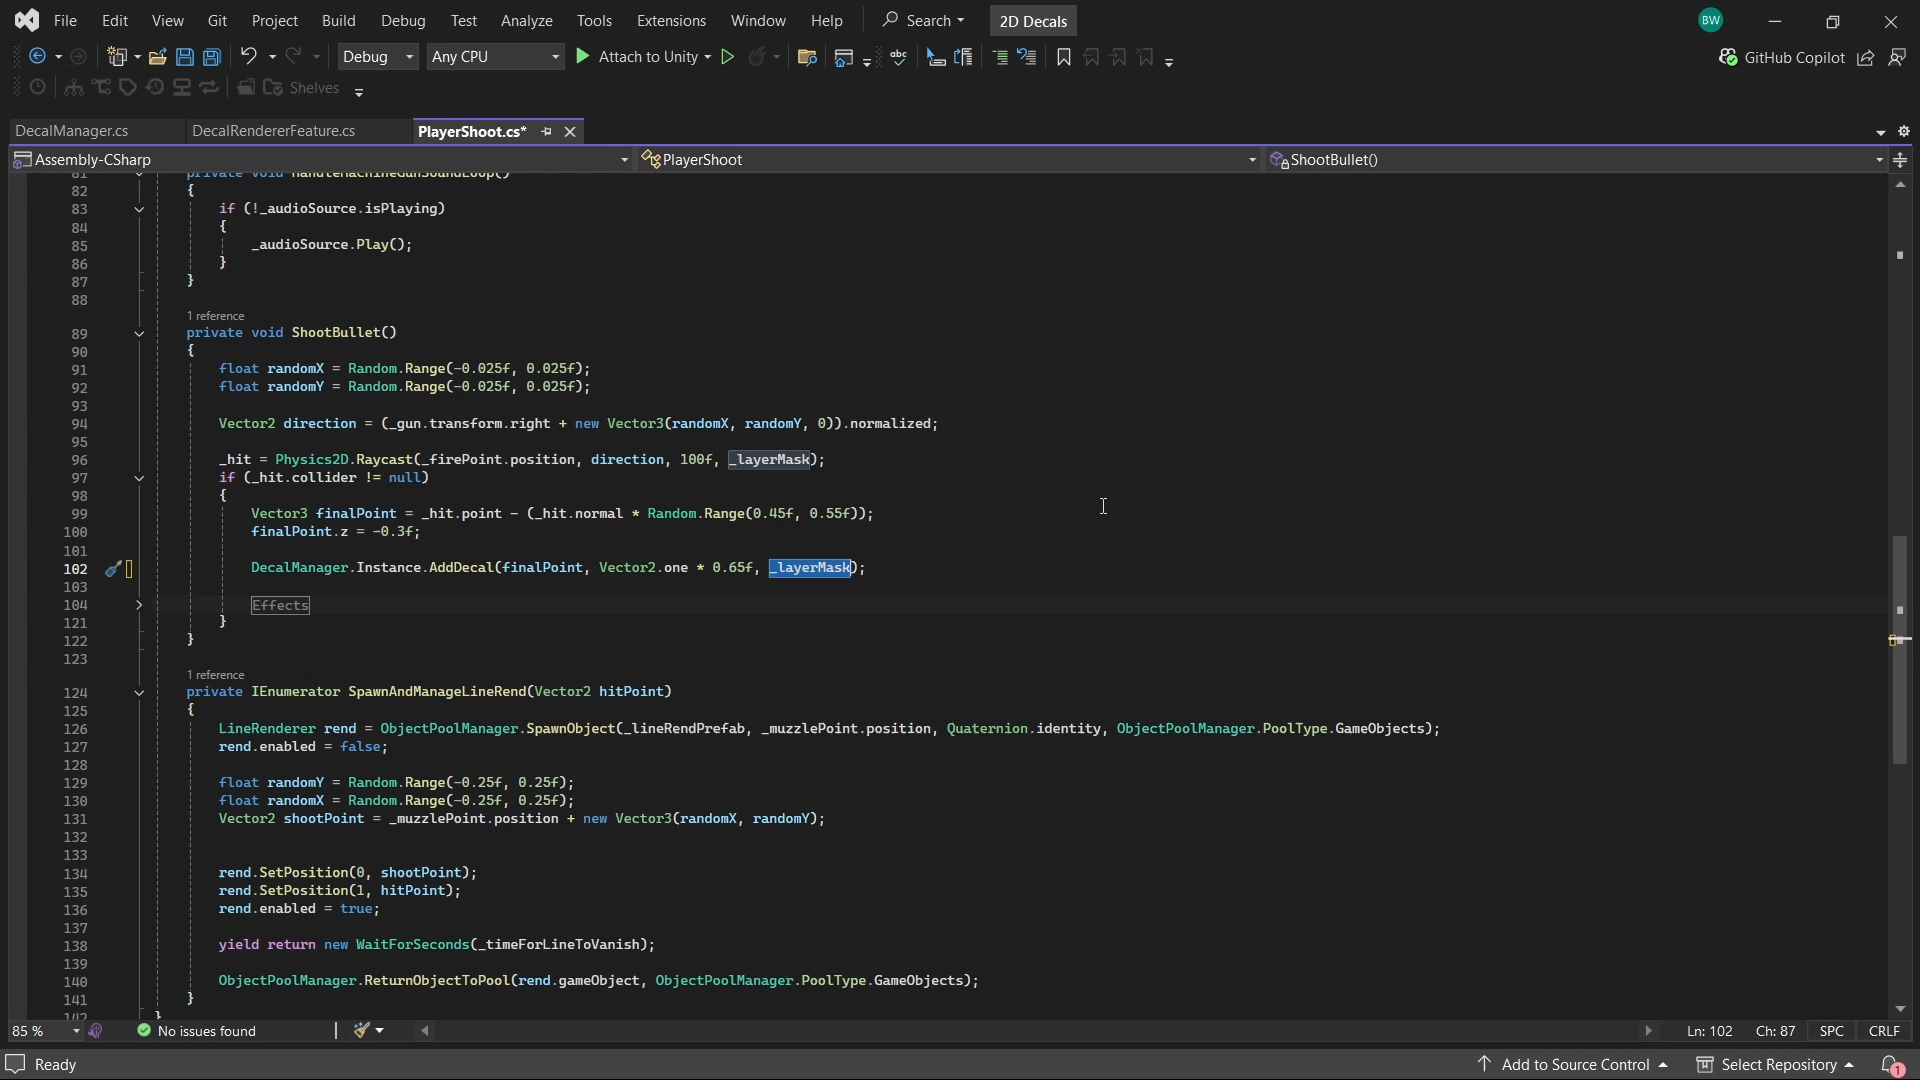 File Edit View Git Project Build Debug Test Analyze Tools Extensions Window Help Search 2D Decals BW
Debug Any CPU Attach to Unity abc GitHub Copilot
Shelves
DecalManager.cs DecalRendererFeature.cs PlayerShoot.cs*
Assembly-CSharp PlayerShoot ShootBullet()
81 private void HandleMachineGunSoundLoop()
82 {
83 if (!_audioSource.isPlaying)
84 {
85 _audioSource.Play();
86 }
87 }
88
1 reference
89 private void ShootBullet()
90 {
91 float randomX = Random.Range(-0.025f, 0.025f);
92 float randomY = Random.Range(-0.025f, 0.025f);
93
94 Vector2 direction = (_gun.transform.right + new Vector3(randomX, randomY, 0)).normalized;
95
96 _hit = Physics2D.Raycast(_firePoint.position, direction, 100f, _layerMask);
97 if (_hit.collider != null)
98 {
99 Vector3 finalPoint = _hit.point - (_hit.normal * Random.Range(0.45f, 0.55f));
100 finalPoint.z = -0.3f;
101
102 DecalManager.Instance.AddDecal(finalPoint, Vector2.one * 0.65f, _layerMask);
103
104 Effects
121 }
122 }
123
1 reference
124 private IEnumerator SpawnAndManageLineRend(Vector2 hitPoint)
125 {
126 LineRenderer rend = ObjectPoolManager.SpawnObject(_lineRendPrefab, _muzzlePoint.position, Quaternion.identity, ObjectPoolManager.PoolType.GameObjects);
127 rend.enabled = false;
128
129 float randomY = Random.Range(-0.25f, 0.25f);
130 float randomX = Random.Range(-0.25f, 0.25f);
131 Vector2 shootPoint = _muzzlePoint.position + new Vector3(randomX, randomY);
132
133
134 rend.SetPosition(0, shootPoint);
135 rend.SetPosition(1, hitPoint);
136 rend.enabled = true;
137
138 yield return new WaitForSeconds(_timeForLineToVanish);
139
140 ObjectPoolManager.ReturnObjectToPool(rend.gameObject, ObjectPoolManager.PoolType.GameObjects);
141 }
142 }
85 % No issues found Ln: 102 Ch: 87 SPC CRLF
Ready Add to Source Control Select Repository 1